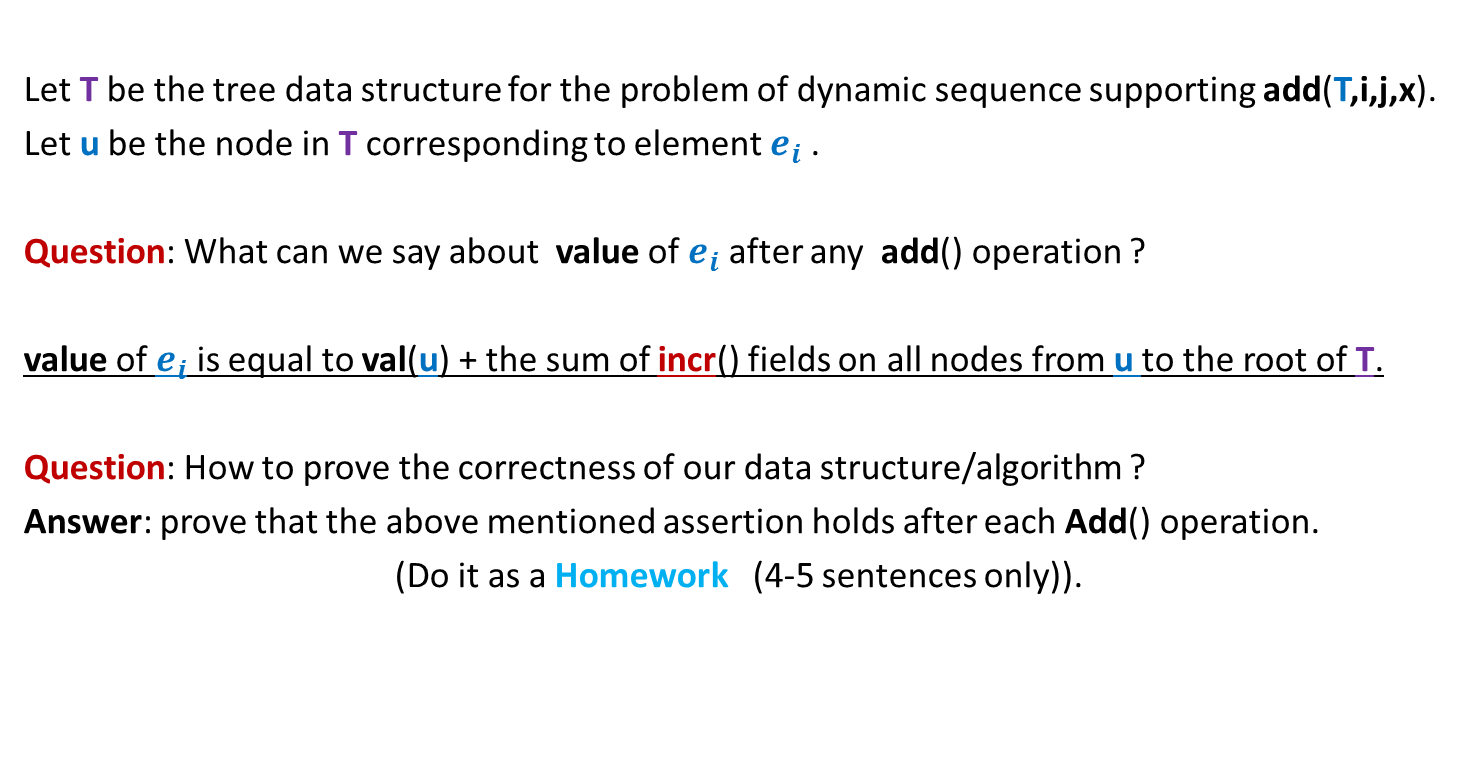 Let T be the tree data structure for the problem of dynamic sequence supporting add(T,i,j,x).
Let u be the node in T corresponding to element eᵢ .
Question: What can we say about value of eᵢ after any add() operation ?
value of eᵢ is equal to val(u) + the sum of incr() fields on all nodes from u to the root of T.
Question: How to prove the correctness of our data structure/algorithm ?
Answer: prove that the above mentioned assertion holds after each Add() operation.
(Do it as a Homework (4-5 sentences only)).